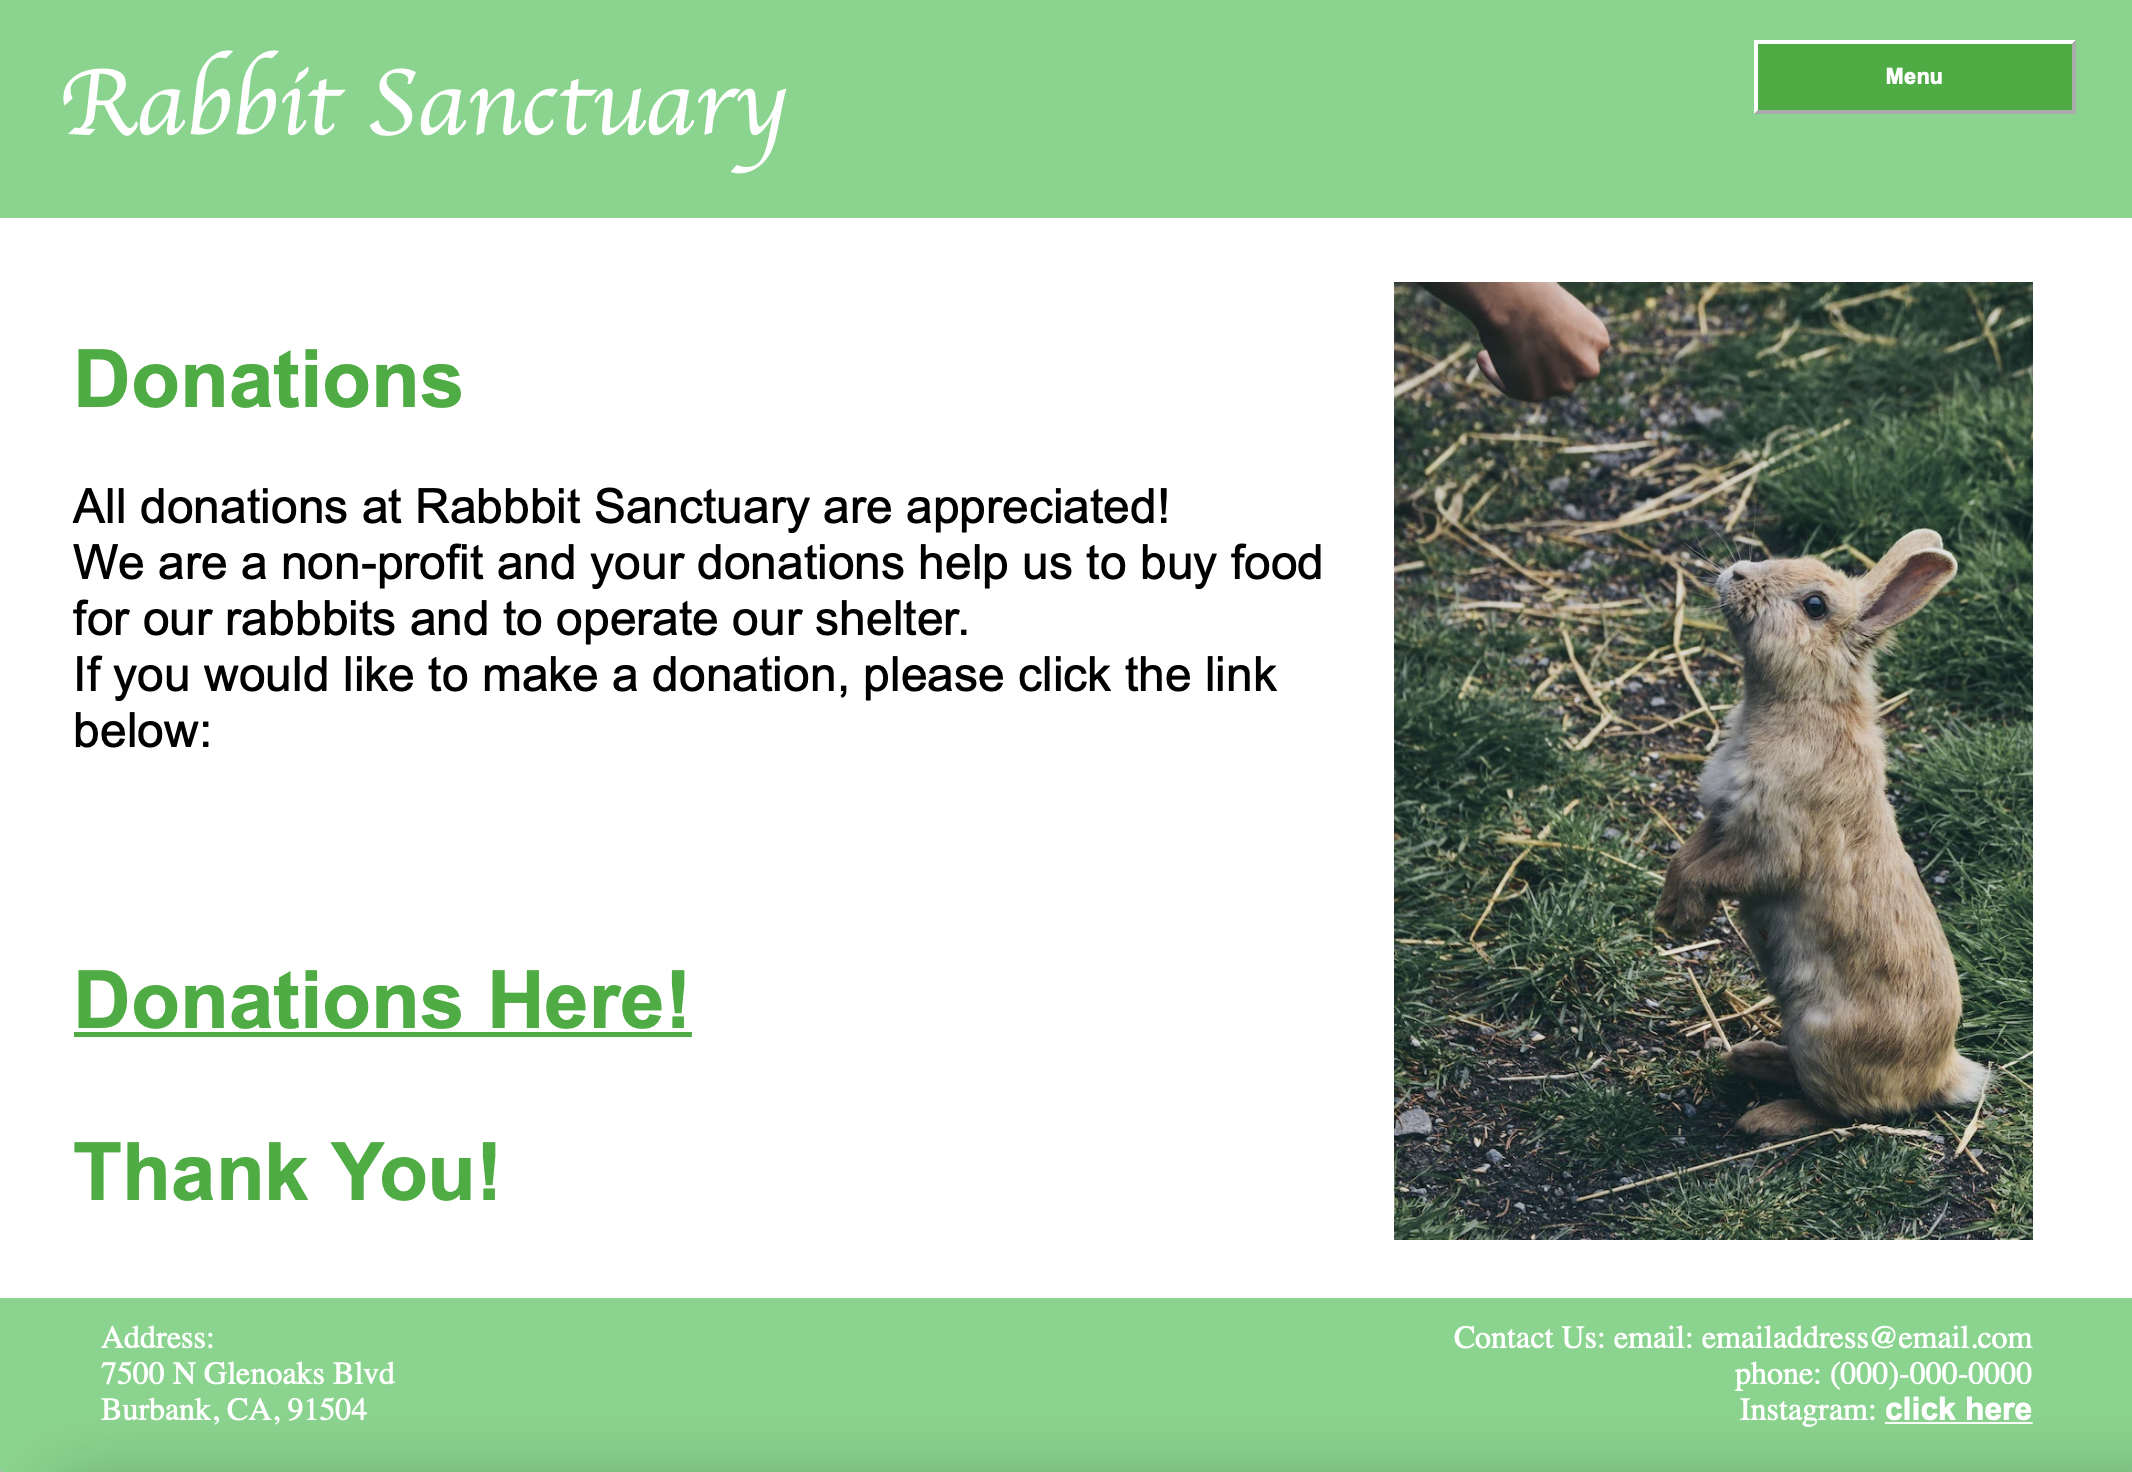 Rabbit Sanctuary
Menu
Donations
All donations at Rabbbit Sanctuary are appreciated!
We are a non-profit and your donations help us to buy food
for our rabbbits and to operate our shelter.
If you would like to make a donation, please click the link
below:
Donations Here!
Thank You!
Address:
7500 N Glenoaks Blvd
Burbank, CA, 91504
Contact Us: email: emailaddress@email.com
phone: (000)-000-0000
Instagram: click here